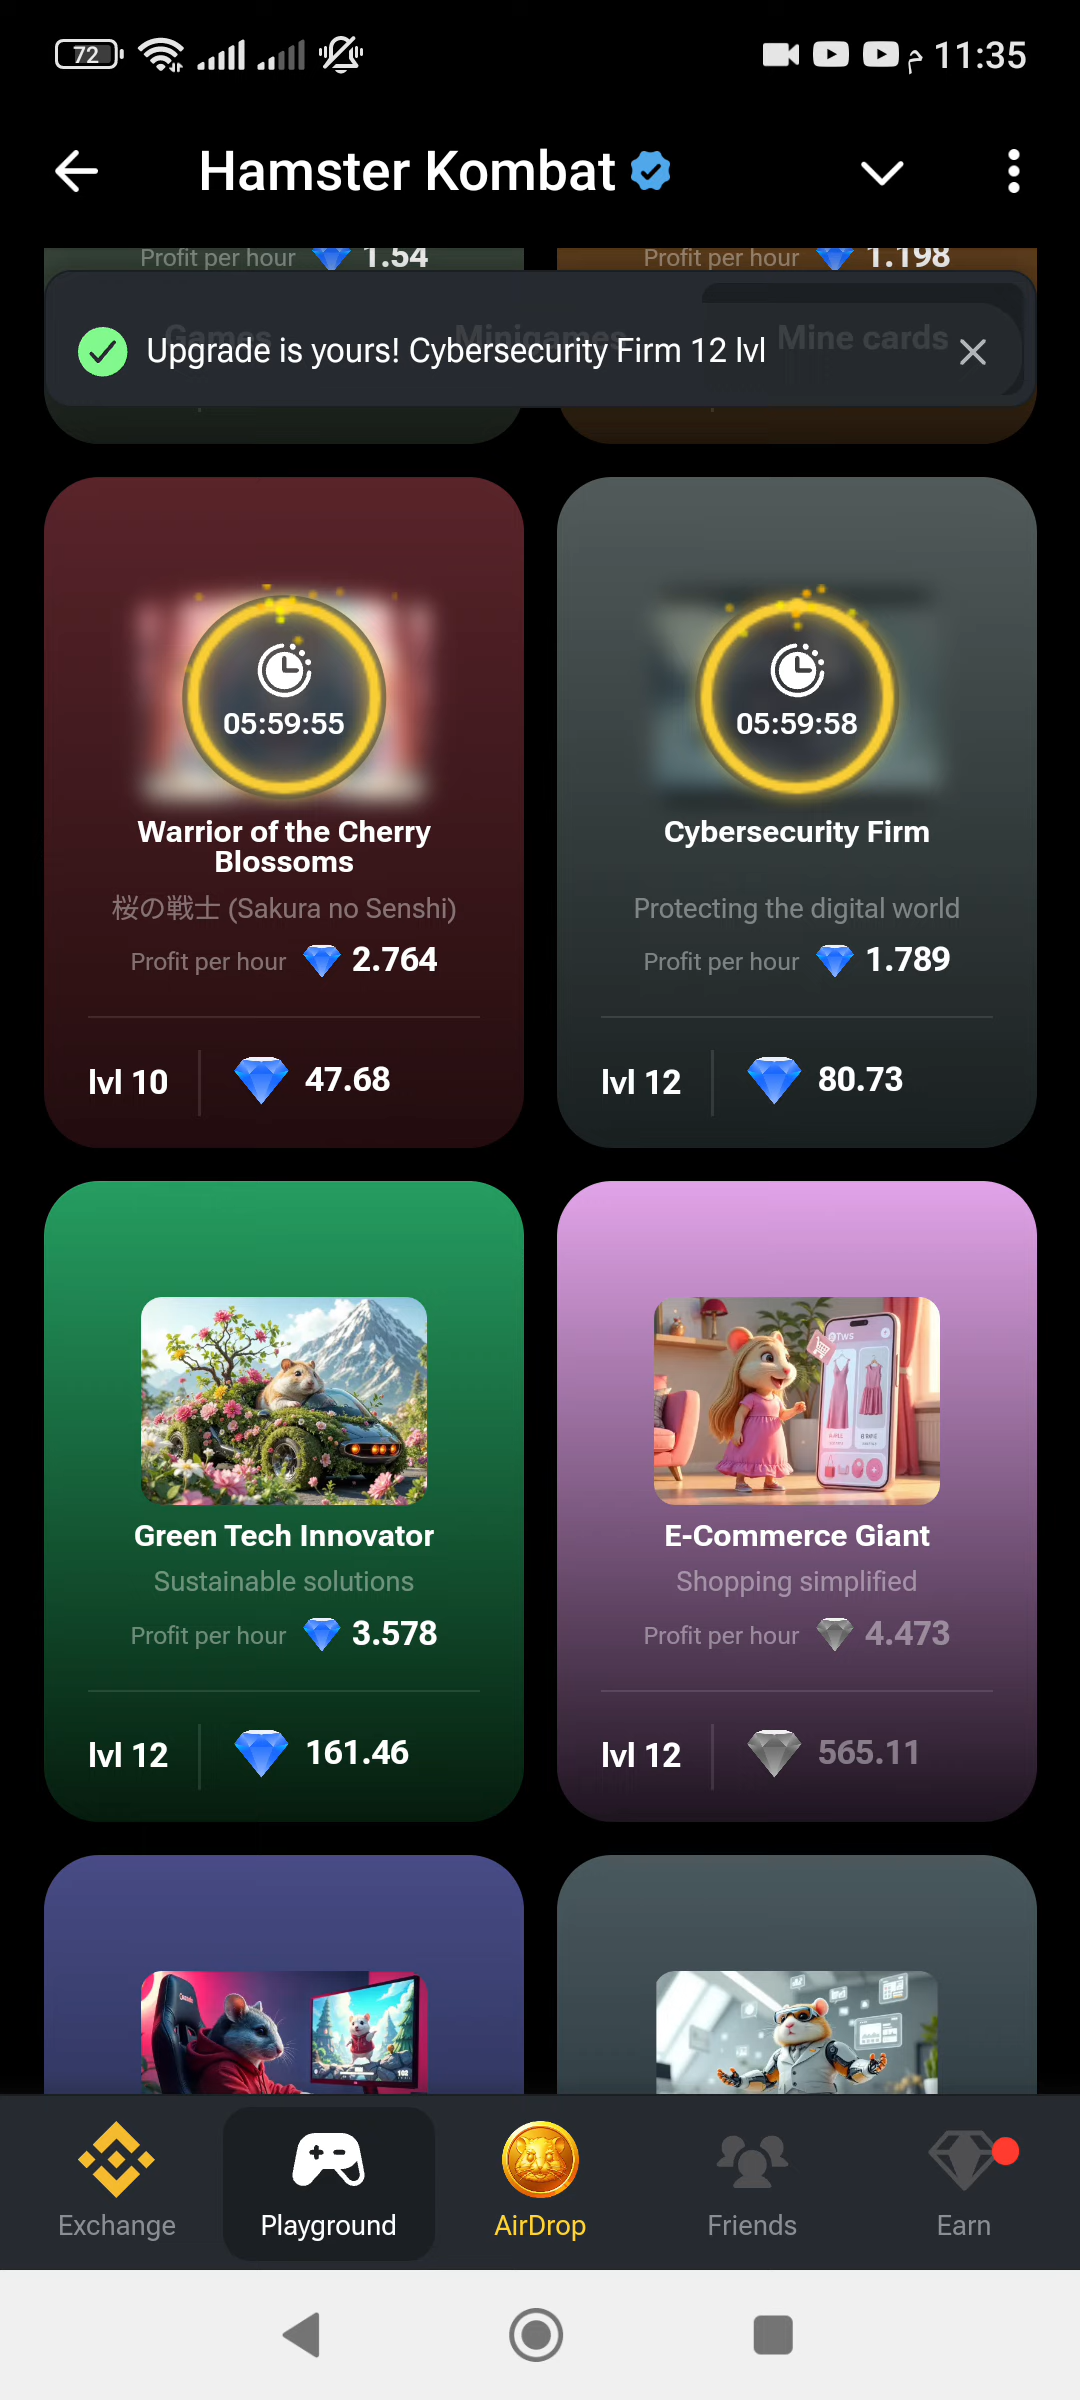 72
م 11:35
Hamster Kombat
Profit per hour 1.54
Profit per hour 1.198
Games Minigames Mine cards
Upgrade is yours! Cybersecurity Firm 12 lvl
05:59:55
Warrior of the Cherry
Blossoms
桜の戦士 (Sakura no Senshi)
Profit per hour 2.764
lvl 10 47.68
05:59:58
Cybersecurity Firm
Protecting the digital world
Profit per hour 1.789
lvl 12 80.73
Green Tech Innovator
Sustainable solutions
Profit per hour 3.578
lvl 12 161.46
E-Commerce Giant
Shopping simplified
Profit per hour 4.473
lvl 12 565.11
Exchange
Playground
AirDrop
Friends
Earn